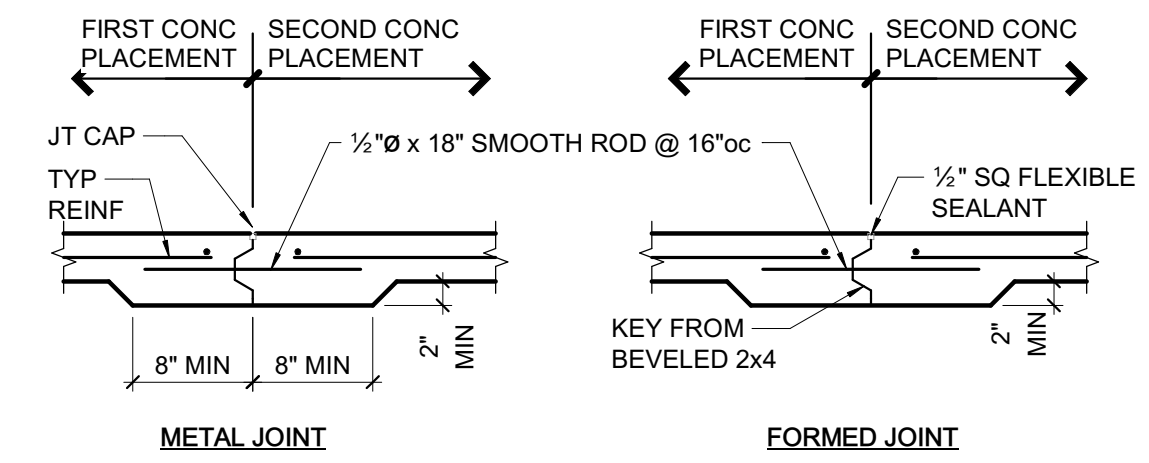 FIRST CONC
PLACEMENT
SECOND CONC
PLACEMENT
JT CAP
TYP
REINF
½"Ø x 18" SMOOTH ROD @ 16"oc
8" MIN
8" MIN
2"
MIN
METAL JOINT
FIRST CONC
PLACEMENT
SECOND CONC
PLACEMENT
½" SQ FLEXIBLE
SEALANT
KEY FROM
BEVELED 2x4
2"
MIN
FORMED JOINT